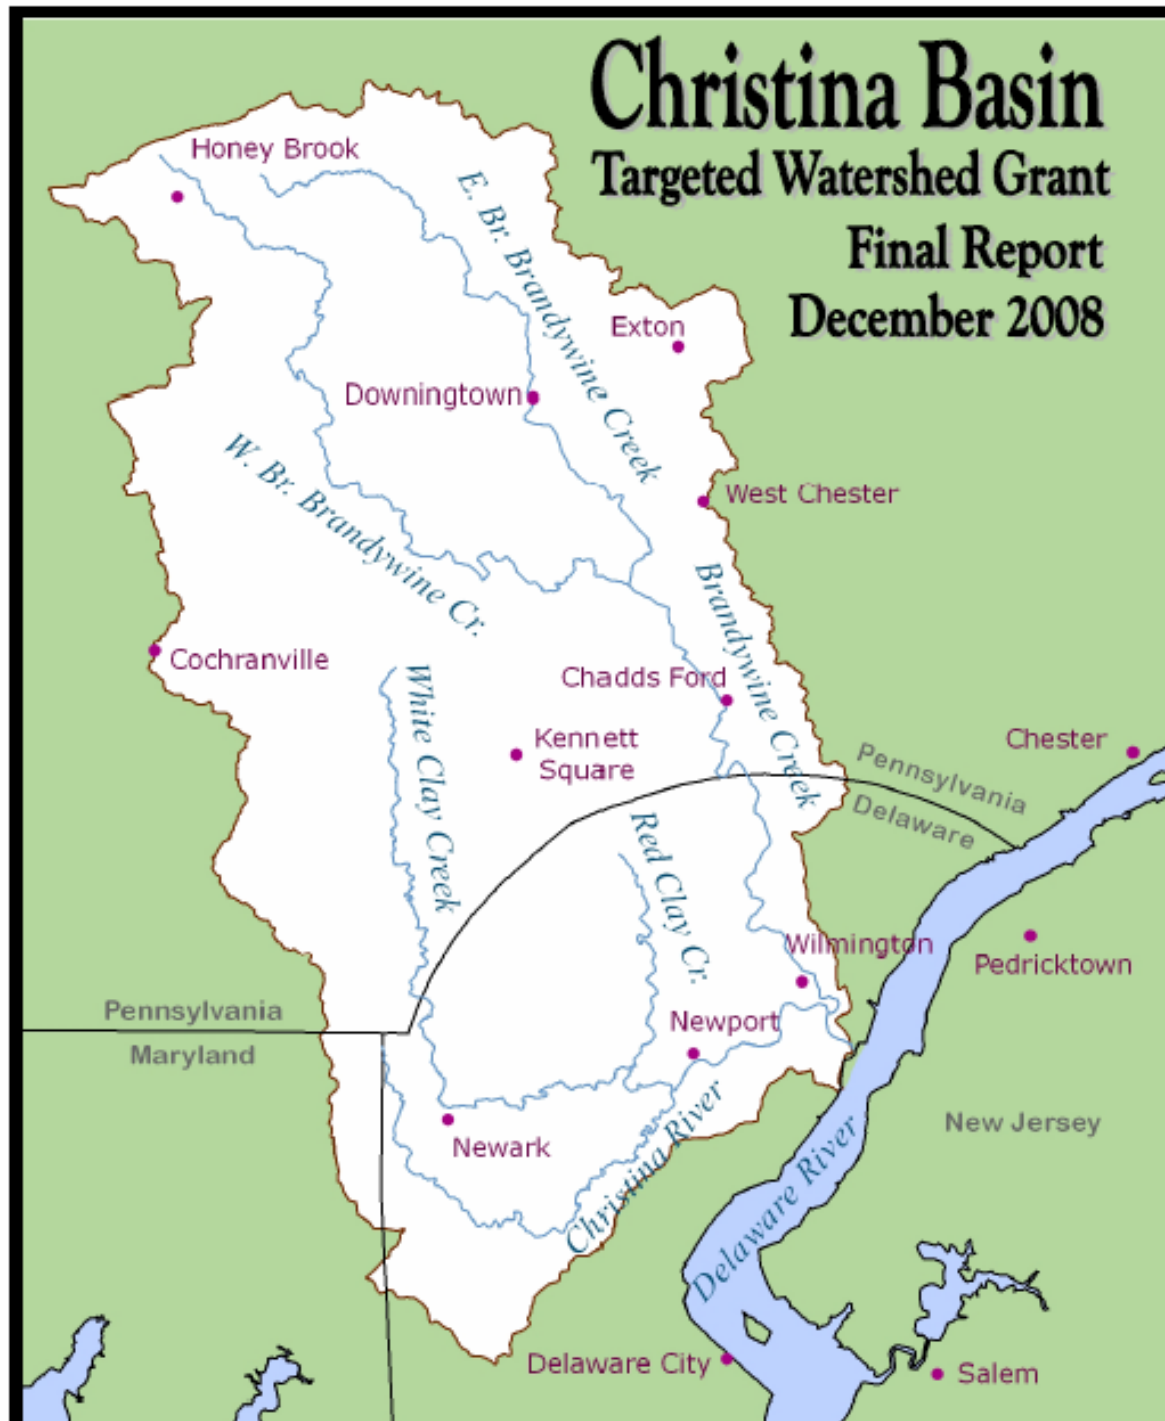 Christina Basin
Targeted Watershed Grant
Final Report
December 2008
Honey Brook
E. Br. Brandywine Creek
Exton
Downingtown
W. Br. Brandywine Cr.
West Chester
Brandywine Creek
Cochranville
White Clay Creek
Chadds Ford
Kennett
Square
Chester
Pennsylvania
Delaware
Red Clay Cr.
Wilmington
Pedricktown
Pennsylvania
Maryland
Newport
Newark
Christina River
New Jersey
Delaware River
Delaware City
Salem